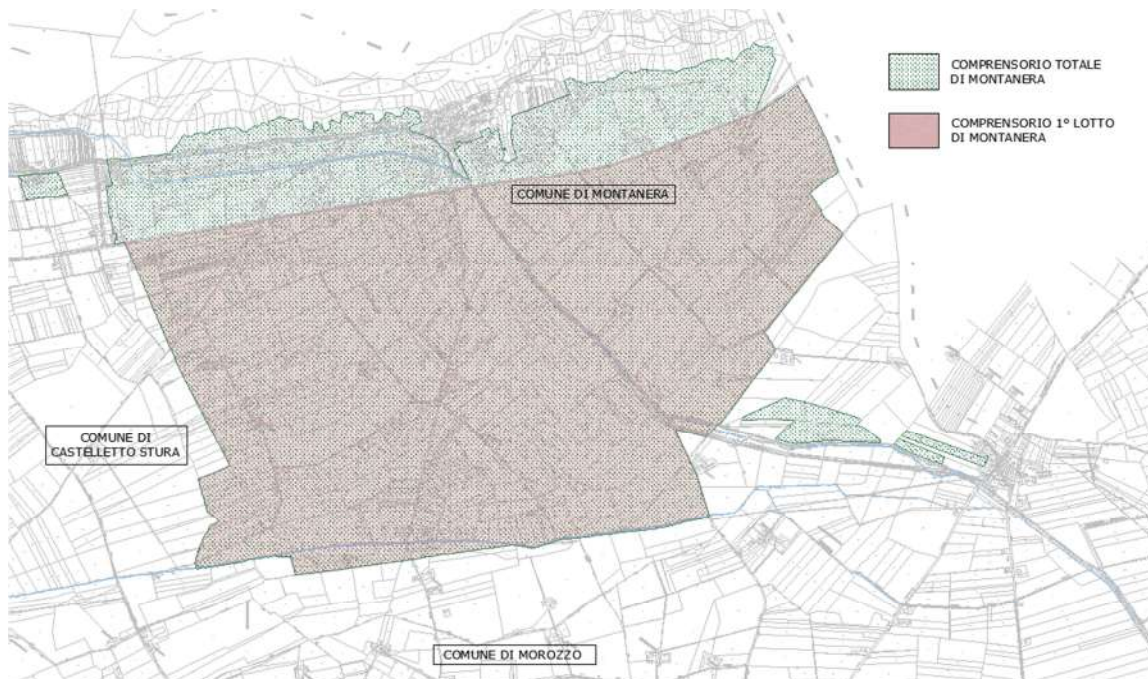 COMPRENSORIO TOTALE
DI MONTANERA
COMPRENSORIO 1° LOTTO
DI MONTANERA
COMUNE DI MONTANERA
COMUNE DI
CASTELLETTO STURA
COMUNE DI MOROZZO